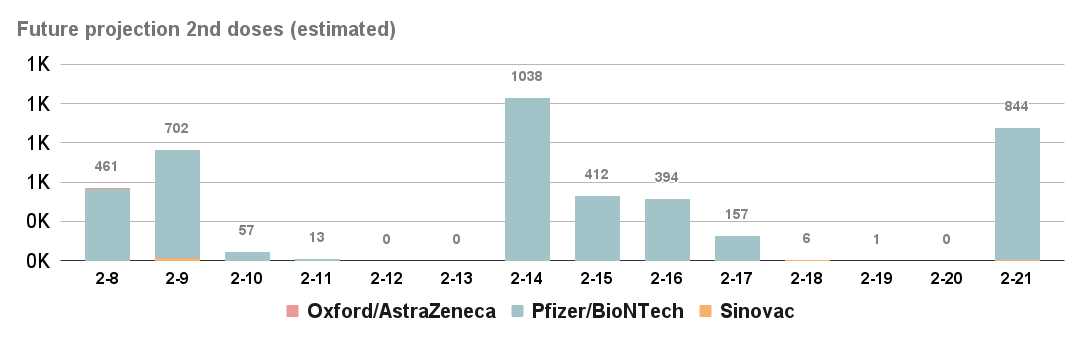 Future projection 2nd doses (estimated)
1K
1038
1K
844
702
1K
461
412
394
1K
157
0K
57
13
0
0
6
1
0
0K
2-8 2-9 2-10 2-11 2-12 2-13 2-14 2-15 2-16 2-17 2-18 2-19 2-20 2-21
Oxford/AstraZeneca Pfizer/BioNTech Sinovac